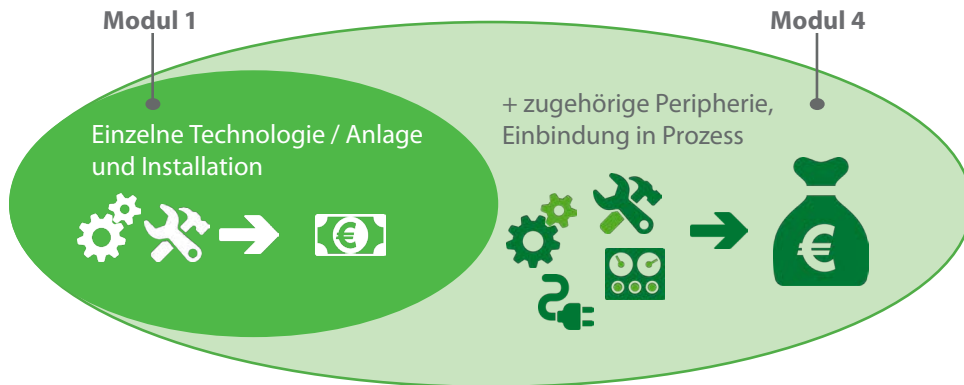 Modul 1
Modul 4
Einzelne Technologie / Anlage
und Installation
+ zugehörige Peripherie,
Einbindung in Prozess
€
€